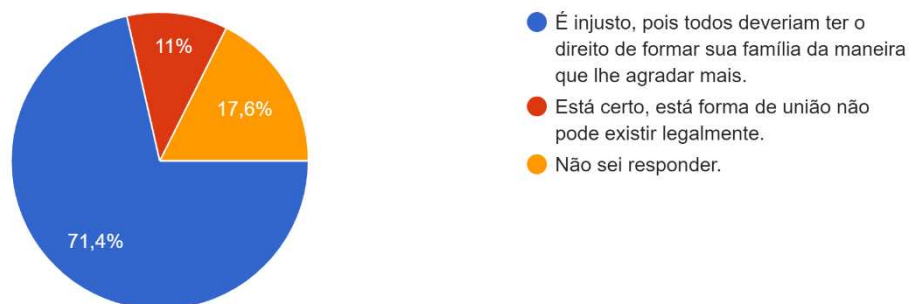 11%
17,6%
71,4%
É injusto, pois todos deveriam ter o
direito de formar sua família da maneira
que lhe agradar mais.
Está certo, está forma de união não
pode existir legalmente.
Não sei responder.